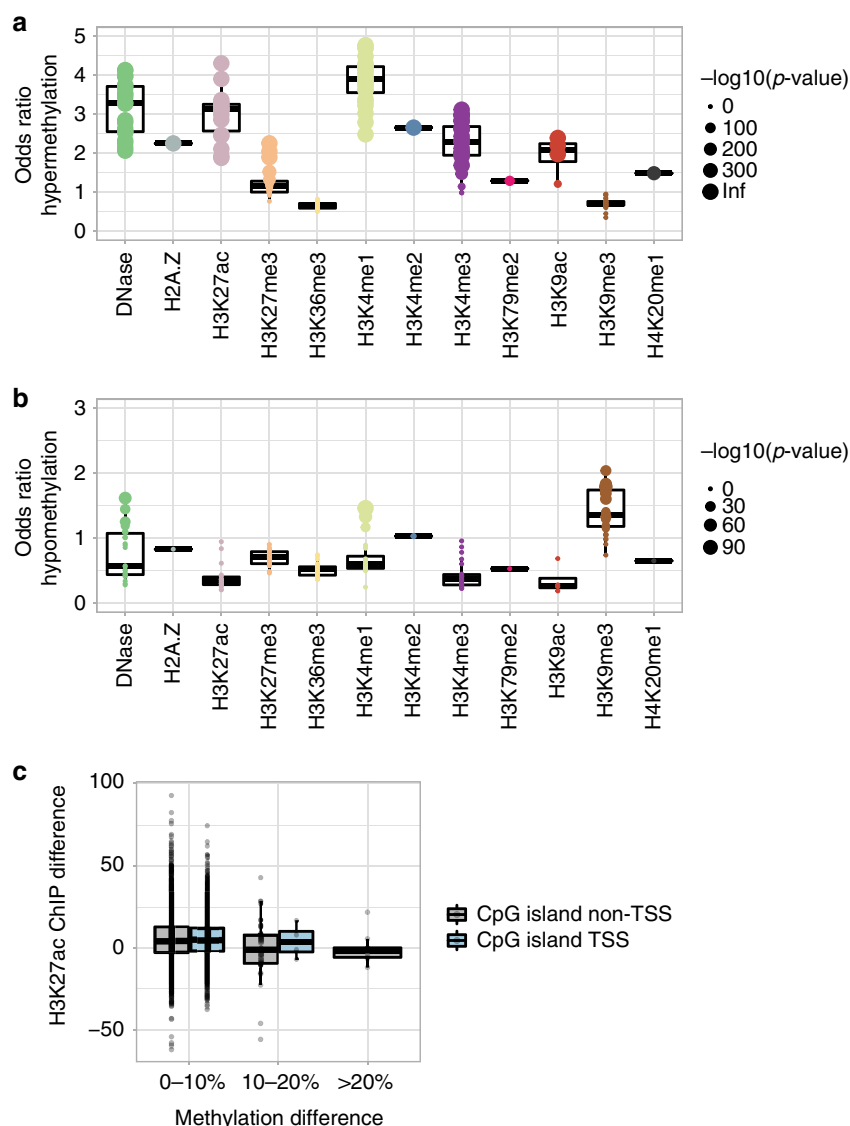 a
5
4
3
2
1
0
Odds ratio
hypermethylation
DNase
H2A.Z
H3K27ac
H3K27me3
H3K36me3
H3K4me1
H3K4me2
H3K4me3
H3K79me2
H3K9ac
H3K9me3
H4K20me1
–log10(p-value)
0
100
200
300
Inf
b
3
2
1
0
Odds ratio
hypomethylation
DNase
H2A.Z
H3K27ac
H3K27me3
H3K36me3
H3K4me1
H3K4me2
H3K4me3
H3K79me2
H3K9ac
H3K9me3
H4K20me1
–log10(p-value)
0
30
60
90
c
100
50
0
–50
H3K27ac ChIP difference
0–10%
10–20%
>20%
Methylation difference
CpG island non-TSS
CpG island TSS